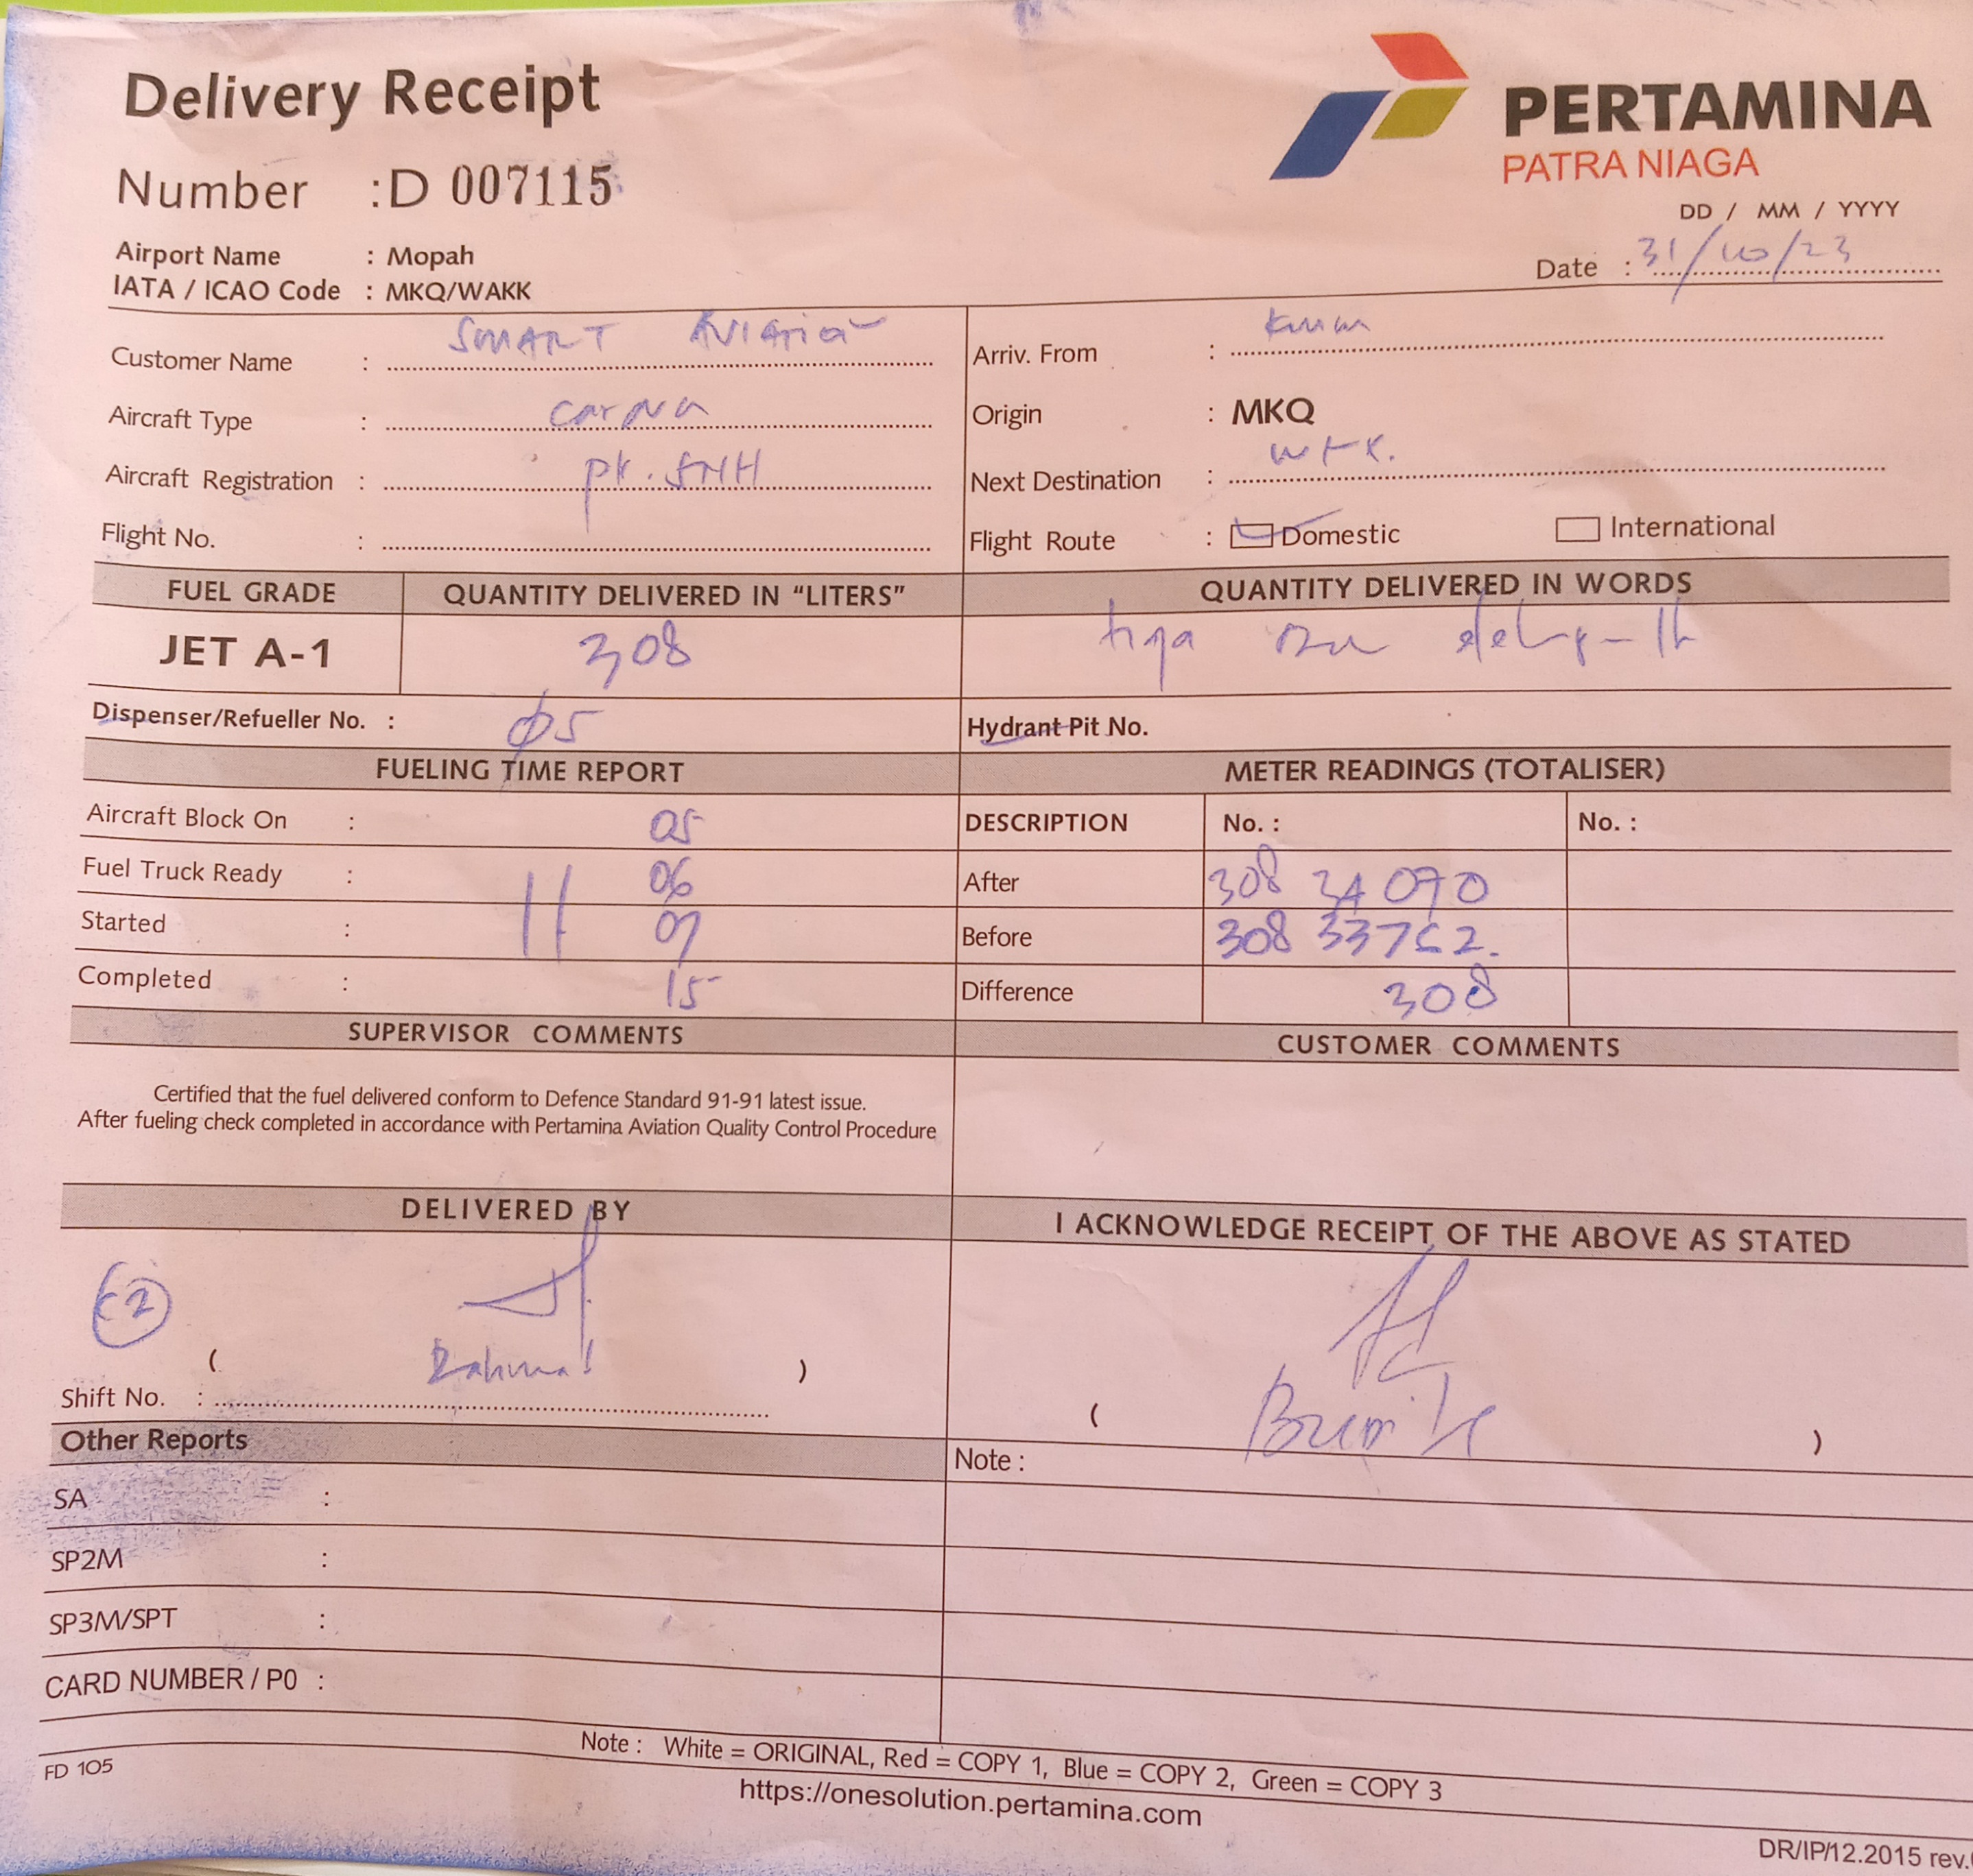 Delivery Receipt
PERTAMINA
PATRA NIAGA
Number : D 007115
DD / MM / YYYY
Airport Name : Mopah
Date : 31/10/23
IATA / ICAO Code : MKQ/WAKK
Customer Name : SMART AVIATION
Arriv. From :
Aircraft Type :
Origin : MKQ
Aircraft Registration : PK. SNH
Next Destination :
Flight No. :
Flight Route : Domestic International
FUEL GRADE QUANTITY DELIVERED IN “LITERS” QUANTITY DELIVERED IN WORDS
JET A-1 308 tiga
Dispenser/Refueller No. : 05 Hydrant Pit No.
FUELING TIME REPORT METER READINGS (TOTALISER)
Aircraft Block On : 05 DESCRIPTION No. : No. :
Fuel Truck Ready : 11 06 After 308 34070
Started : 07 Before 308 33762.
Completed : 15 Difference 308
SUPERVISOR COMMENTS CUSTOMER COMMENTS
Certified that the fuel delivered conform to Defence Standard 91-91 latest issue.
After fueling check completed in accordance with Pertamina Aviation Quality Control Procedure
DELIVERED BY I ACKNOWLEDGE RECEIPT OF THE ABOVE AS STATED
( )
Shift No. :
( )
Other Reports
Note :
SA :
SP2M :
SP3M/SPT :
CARD NUMBER / P0 :
Note : White = ORIGINAL, Red = COPY 1, Blue = COPY 2, Green = COPY 3
FD 105
https://onesolution.pertamina.com
DR/IP/12.2015 rev.